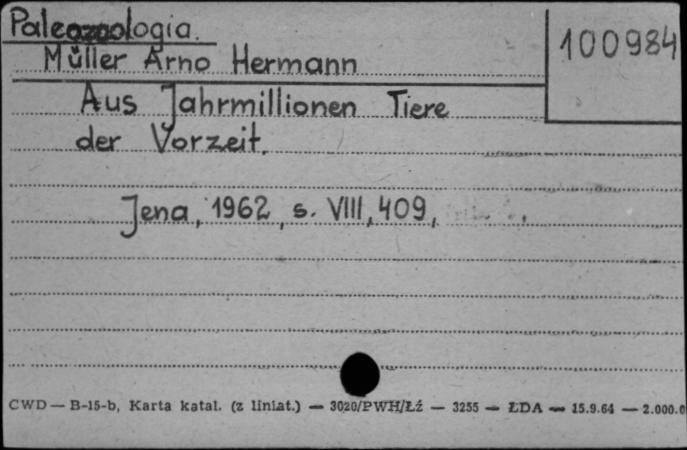 Paleozoologia.
100984
Müller Arno Hermann
Aus Jahrmillionen Tiere
der Vorzeit.
Jena, 1962, s. VIII, 409,
CWD — B-15-b, Karta katal. (z liniat.) — 3020/PWH/Łź — 3255 — ŁDA — 15.9.64 — 2.000.0